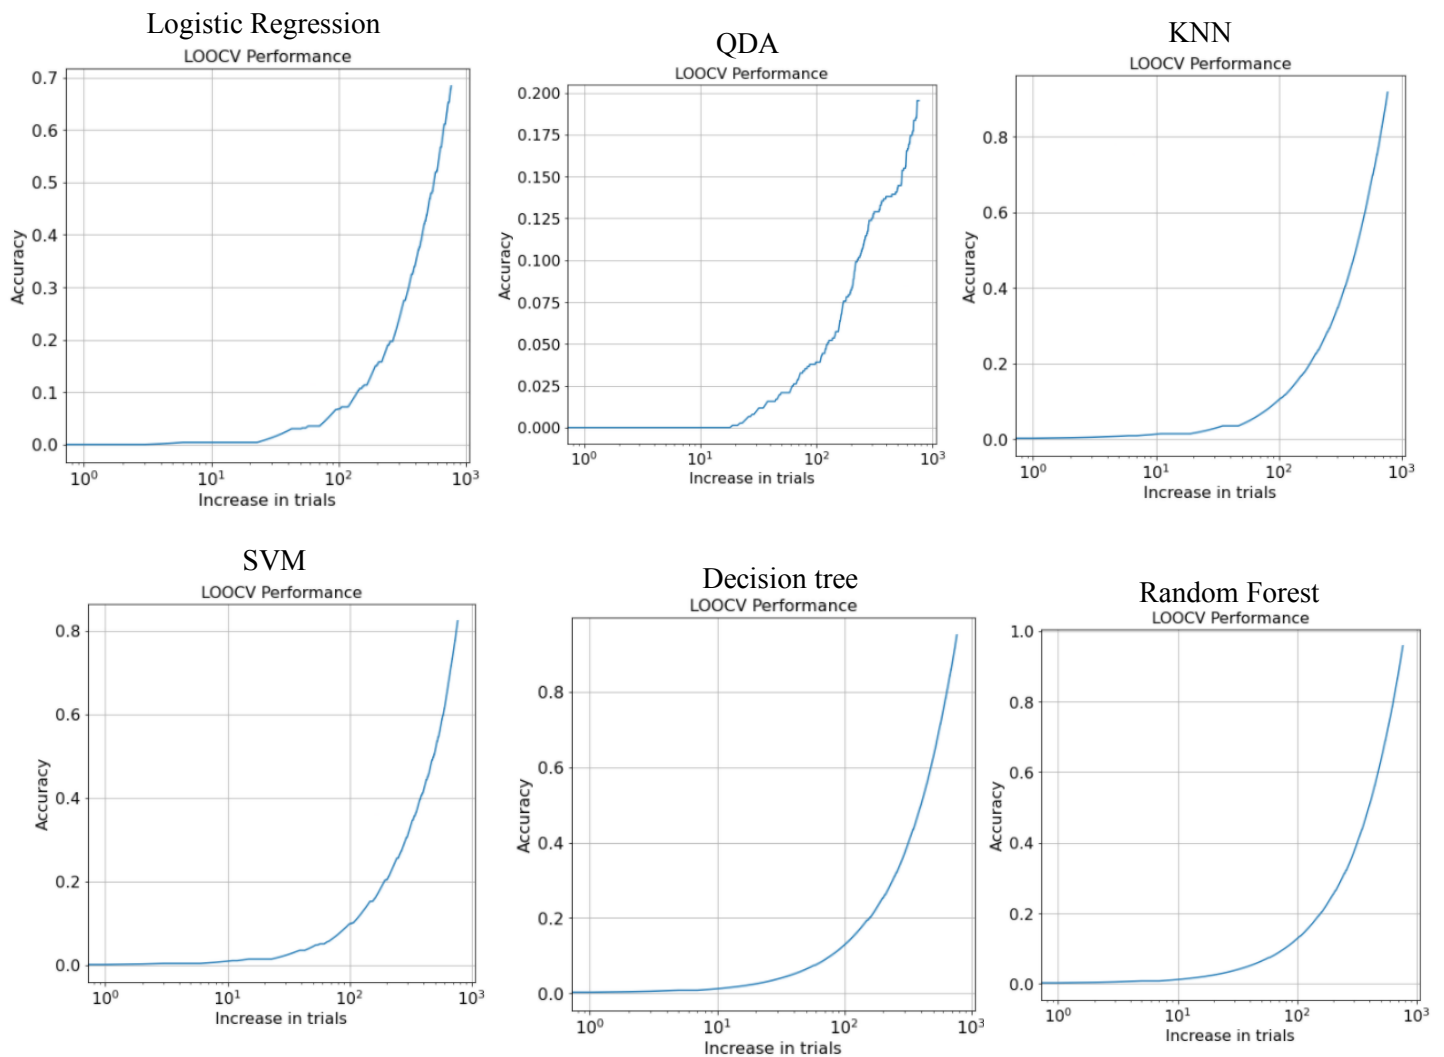 Logistic Regression
LOOCV Performance
0.7
0.6
0.5
0.4
0.3
0.2
0.1
0.0
Accuracy
10⁰ 10¹ 10² 10³
Increase in trials
QDA
LOOCV Performance
0.200
0.175
0.150
0.125
0.100
0.075
0.050
0.025
0.000
Accuracy
10⁰ 10¹ 10² 10³
Increase in trials
KNN
LOOCV Performance
0.8
0.6
0.4
0.2
0.0
Accuracy
10⁰ 10¹ 10² 10³
Increase in trials
SVM
LOOCV Performance
0.8
0.6
0.4
0.2
0.0
Accuracy
10⁰ 10¹ 10² 10³
Increase in trials
Decision tree
LOOCV Performance
0.8
0.6
0.4
0.2
0.0
Accuracy
10⁰ 10¹ 10² 10³
Increase in trials
Random Forest
LOOCV Performance
1.0
0.8
0.6
0.4
0.2
0.0
Accuracy
10⁰ 10¹ 10² 10³
Increase in trials